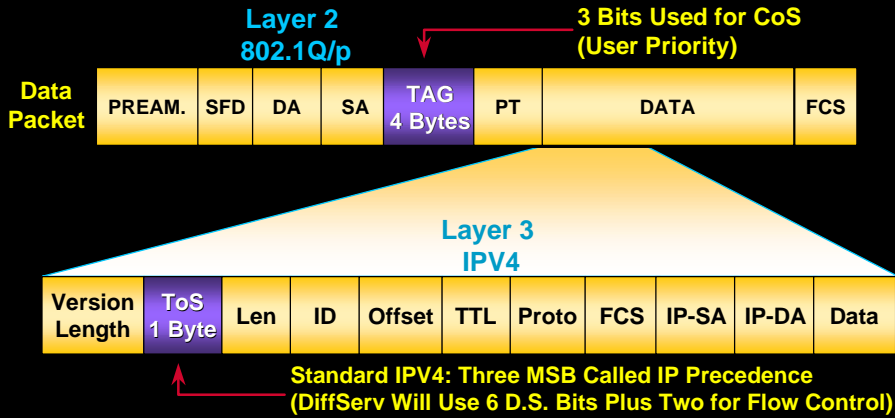 Layer 2
802.1Q/p
3 Bits Used for CoS
(User Priority)
Data
Packet
PREAM.
SFD
DA
SA
TAG
4 Bytes
PT
DATA
FCS
Layer 3
IPV4
Version
Length
ToS
1 Byte
Len
ID
Offset
TTL
Proto
FCS
IP-SA
IP-DA
Data
Standard IPV4: Three MSB Called IP Precedence
(DiffServ Will Use 6 D.S. Bits Plus Two for Flow Control)